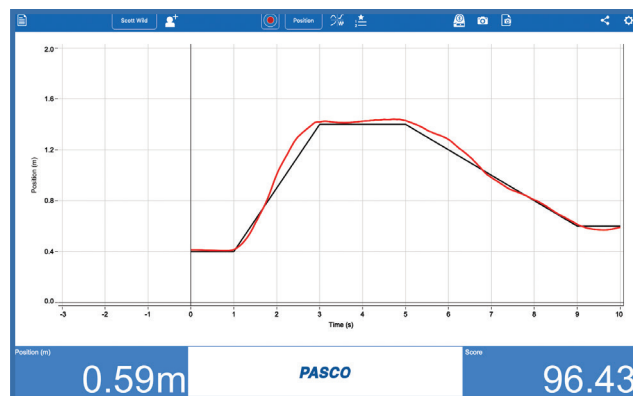 Scott Wild
Position
2.0
1.6
1.2
0.8
0.4
0.0
Position (m)
-3 -2 -1 0 1 2 3 4 5 6 7 8 9 10
Time (s)
Position (m)
0.59m
PASCO
Score
96.43